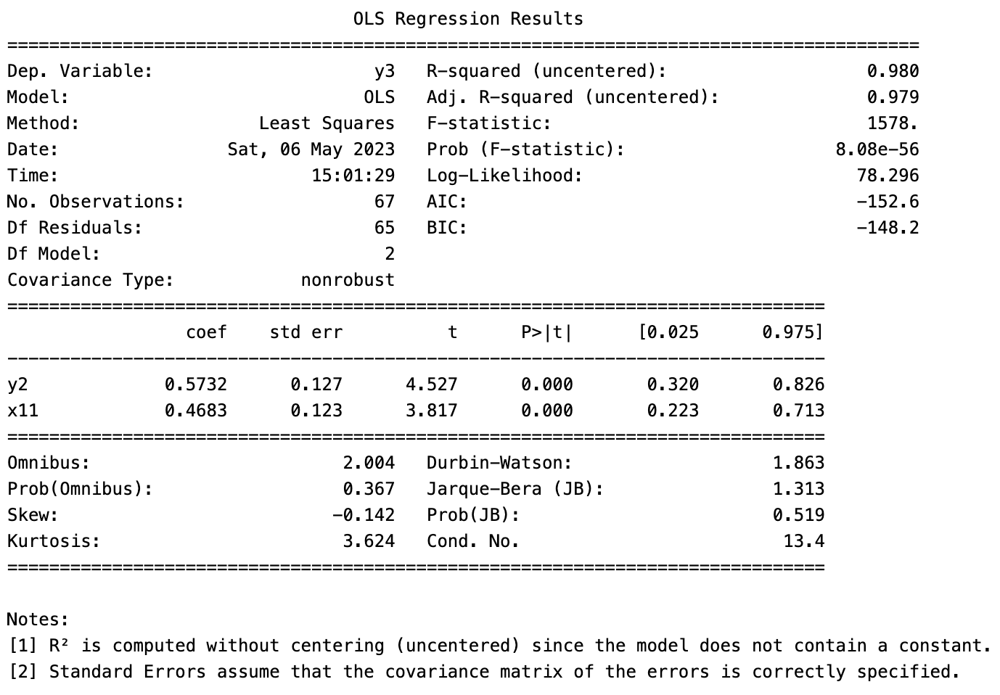 OLS Regression Results
==============================================================================
Dep. Variable: y3 R-squared (uncentered): 0.980
Model: OLS Adj. R-squared (uncentered): 0.979
Method: Least Squares F-statistic: 1578.
Date: Sat, 06 May 2023 Prob (F-statistic): 8.08e-56
Time: 15:01:29 Log-Likelihood: 78.296
No. Observations: 67 AIC: -152.6
Df Residuals: 65 BIC: -148.2
Df Model: 2
Covariance Type: nonrobust
==============================================================================
coef std err t P>|t| [0.025 0.975]
------------------------------------------------------------------------------
y2 0.5732 0.127 4.527 0.000 0.320 0.826
x11 0.4683 0.123 3.817 0.000 0.223 0.713
==============================================================================
Omnibus: 2.004 Durbin-Watson: 1.863
Prob(Omnibus): 0.367 Jarque-Bera (JB): 1.313
Skew: -0.142 Prob(JB): 0.519
Kurtosis: 3.624 Cond. No. 13.4
==============================================================================
Notes:
[1] R² is computed without centering (uncentered) since the model does not contain a constant.
[2] Standard Errors assume that the covariance matrix of the errors is correctly specified.